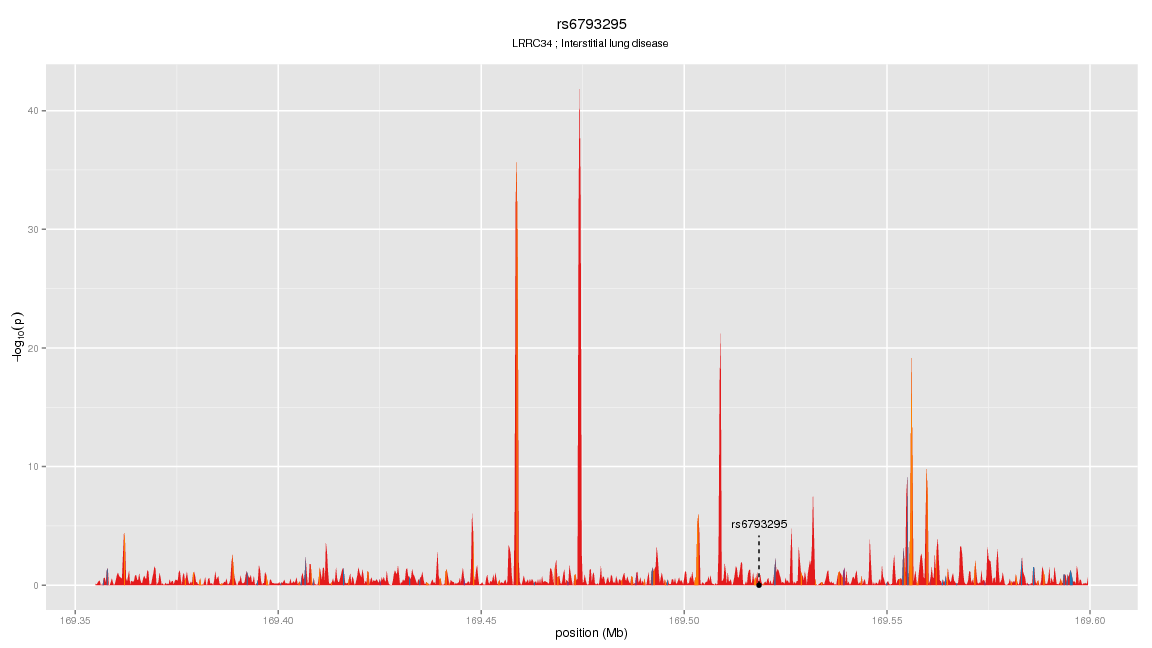 rs6793295
LRRC34 ; Interstitial lung disease
40
30
20
10
0
−log10(p)
rs6793295
169.35 169.40 169.45 169.50 169.55 169.60
position (Mb)